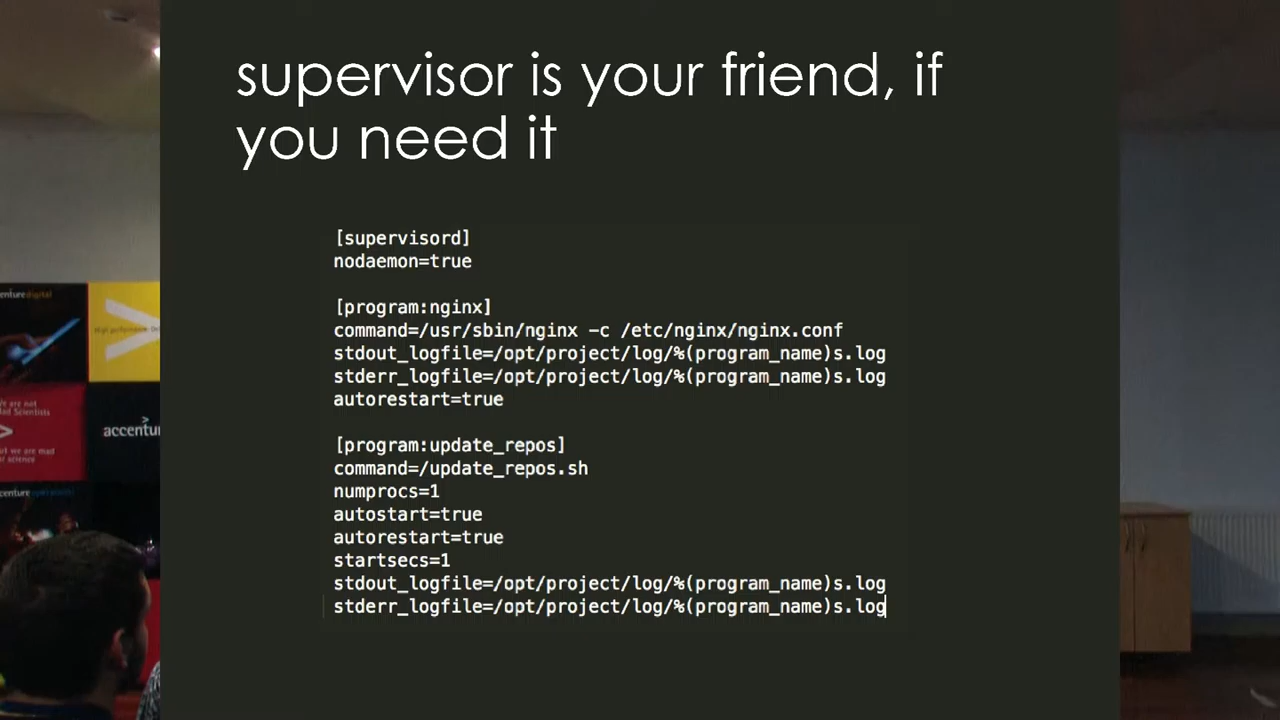 supervisor is your friend, if
you need it
[supervisord]
nodaemon=true
[program:nginx]
command=/usr/sbin/nginx -c /etc/nginx/nginx.conf
stdout_logfile=/opt/project/log/%(program_name)s.log
stderr_logfile=/opt/project/log/%(program_name)s.log
autorestart=true
[program:update_repos]
command=/update_repos.sh
numprocs=1
autostart=true
autorestart=true
startsecs=1
stdout_logfile=/opt/project/log/%(program_name)s.log
stderr_logfile=/opt/project/log/%(program_name)s.log